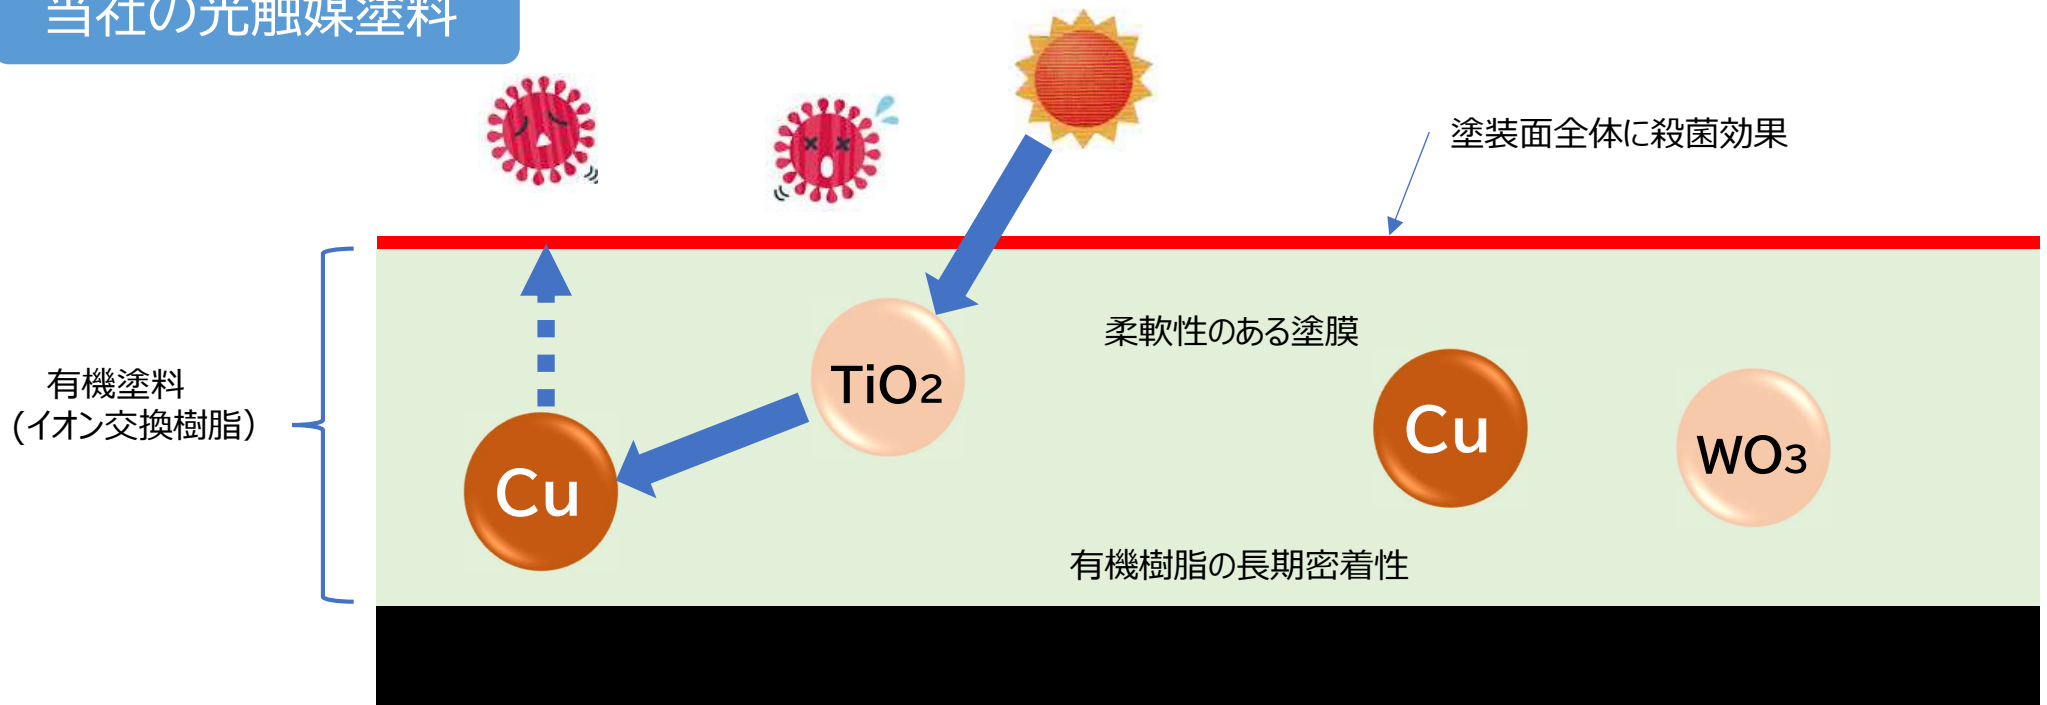 当社の光触媒塗料
塗装面全体に殺菌効果
柔軟性のある塗膜
有機塗料
(イオン交換樹脂)
TiO2
Cu
Cu
WO3
有機樹脂の長期密着性